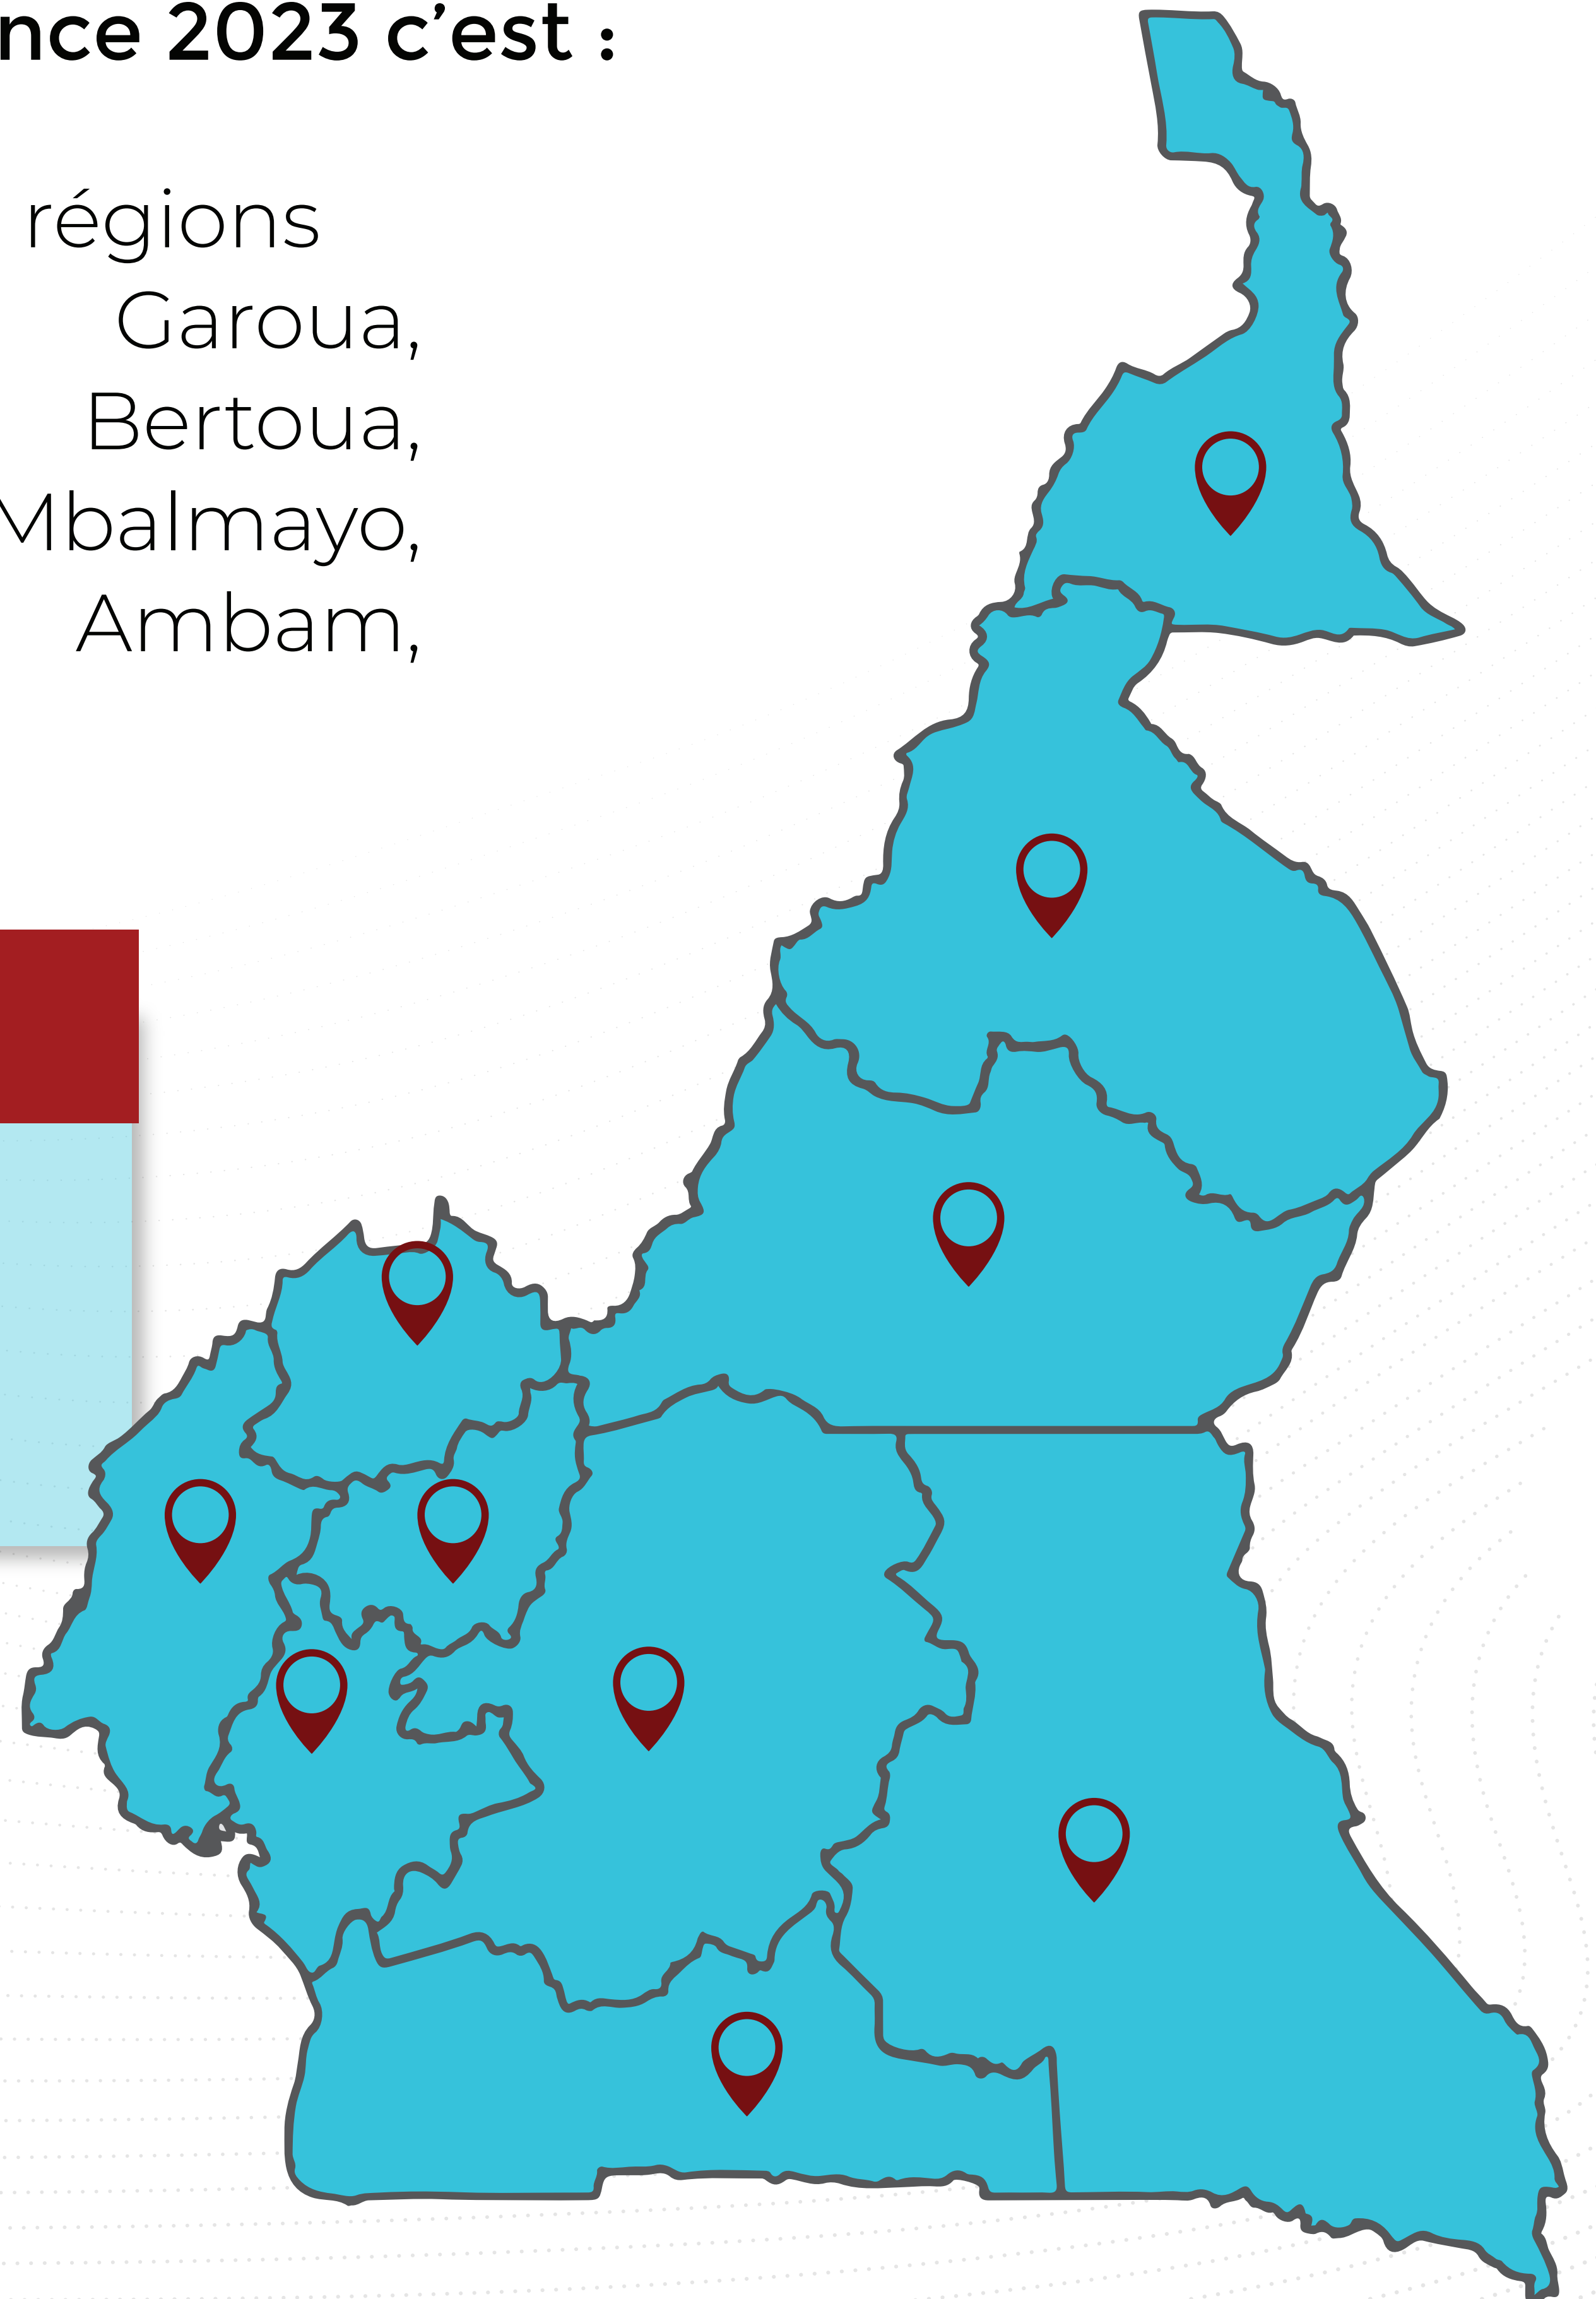 nce 2023 c’est :
régions
Garoua,
Bertoua,
Mbalmayo,
Ambam,